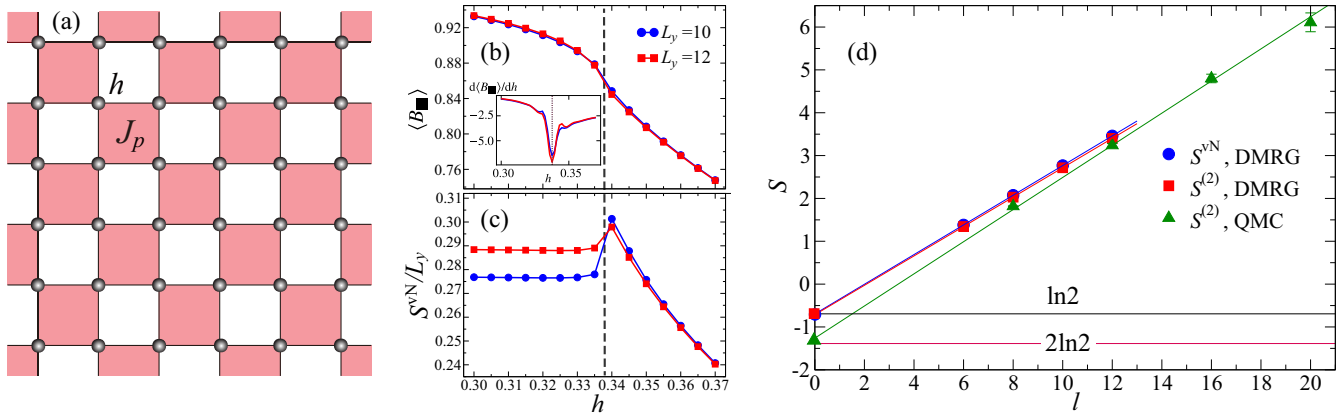 (a)
h
J_p
(b)
L_y = 10
L_y = 12
⟨B■⟩
0.92
0.88
0.84
0.80
0.76
d⟨B■⟩/dh
−2.5
−5.0
0.30 0.35
h
(c)
S^vN/L_y
0.31
0.30
0.29
0.28
0.27
0.26
0.25
0.24
0.30 0.31 0.32 0.33 0.34 0.35 0.36 0.37
h
(d)
S
6
5
4
3
2
1
0
-1
-2
S^vN, DMRG
S^(2), DMRG
S^(2), QMC
ln2
2ln2
0 2 4 6 8 10 12 14 16 18 20
l